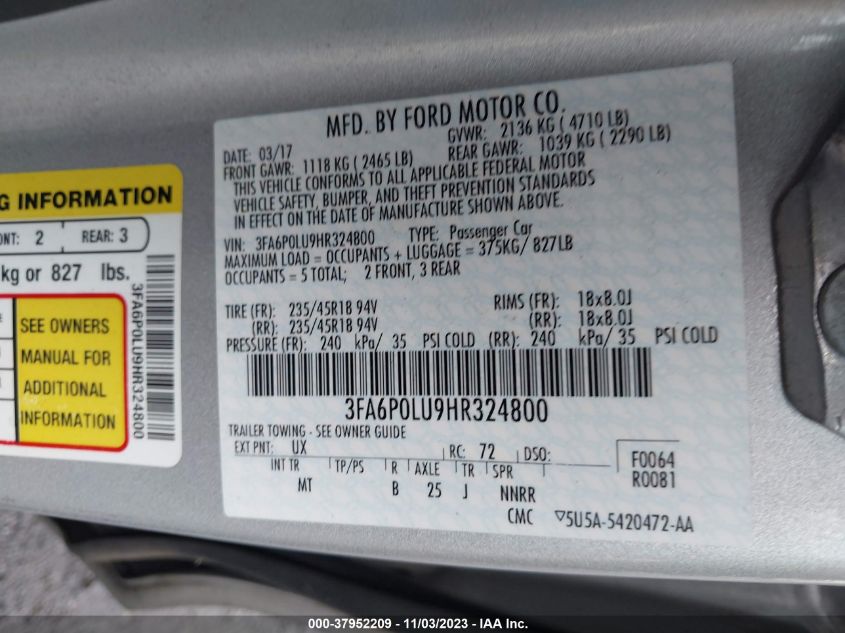 MFD. BY FORD MOTOR CO.
DATE: 03/17 GVWR: 2136 KG ( 4710 LB)
FRONT GAWR: 1118 KG ( 2465 LB) REAR GAWR: 1039 KG ( 2290 LB)
THIS VEHICLE CONFORMS TO ALL APPLICABLE FEDERAL MOTOR
VEHICLE SAFETY, BUMPER, AND THEFT PREVENTION STANDARDS
IN EFFECT ON THE DATE OF MANUFACTURE SHOWN ABOVE.
VIN: 3FA6P0LU9HR324800 TYPE: Passenger Car
MAXIMUM LOAD = OCCUPANTS + LUGGAGE = 375KG/ 827LB
OCCUPANTS = 5 TOTAL; 2 FRONT, 3 REAR
TIRE (FR): 235/45R18 94V RIMS (FR): 18x8.0J
(RR): 235/45R18 94V (RR): 18x8.0J
PRESSURE (FR): 240 kPa/ 35 PSI COLD (RR): 240 kPa/ 35 PSI COLD
3FA6P0LU9HR324800
TRAILER TOWING - SEE OWNER GUIDE
EXT PNT: UX RC: 72 DSO:
INT TR TP/PS R AXLE TR SPR
MT B 25 J NNRR
F0064
R0081
CMC ▽5U5A-5420472-AA
G INFORMATION
NT: 2 REAR: 3
kg or 827 lbs.
SEE OWNERS
MANUAL FOR
ADDITIONAL
INFORMATION
3FA6P0LU9HR324800
000-37952209 - 11/03/2023 - IAA Inc.